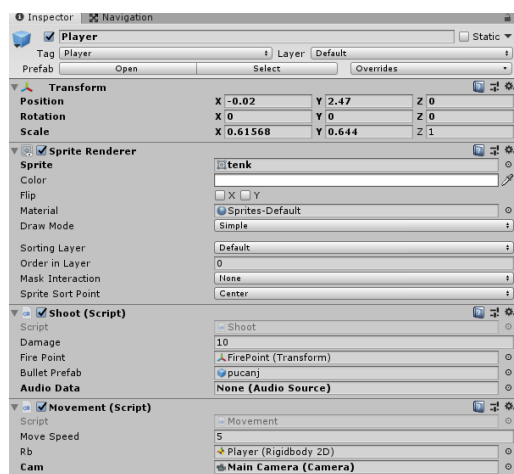 Inspector Navigation
Player Static
Tag Player Layer Default
Prefab Open Select Overrides
Transform
Position X -0.02 Y 2.47 Z 0
Rotation X 0 Y 0 Z 0
Scale X 0.61568 Y 0.644 Z 1
Sprite Renderer
Sprite tenk
Color
Flip X Y
Material Sprites-Default
Draw Mode Simple
Sorting Layer Default
Order in Layer 0
Mask Interaction None
Sprite Sort Point Center
Shoot (Script)
Script Shoot
Damage 10
Fire Point FirePoint (Transform)
Bullet Prefab pucanj
Audio Data None (Audio Source)
Movement (Script)
Script Movement
Move Speed 5
Rb Player (Rigidbody 2D)
Cam Main Camera (Camera)